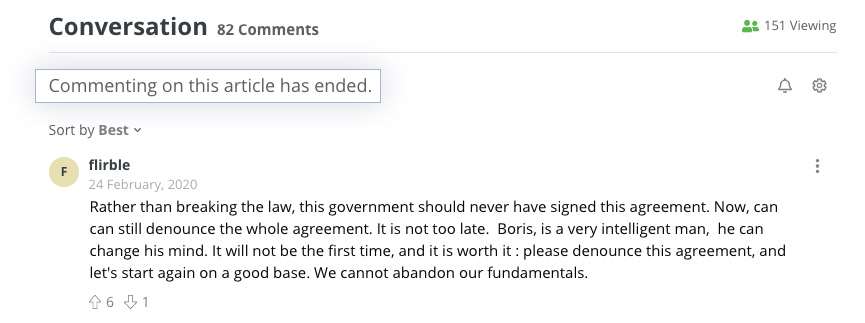 Conversation 82 Comments
151 Viewing
Commenting on this article has ended.
Sort by Best
F
flirble
24 February, 2020
Rather than breaking the law, this government should never have signed this agreement. Now, can
can still denounce the whole agreement. It is not too late.  Boris, is a very intelligent man,  he can
change his mind. It will not be the first time, and it is worth it : please denounce this agreement, and
let's start again on a good base. We cannot abandon our fundamentals.
6 1